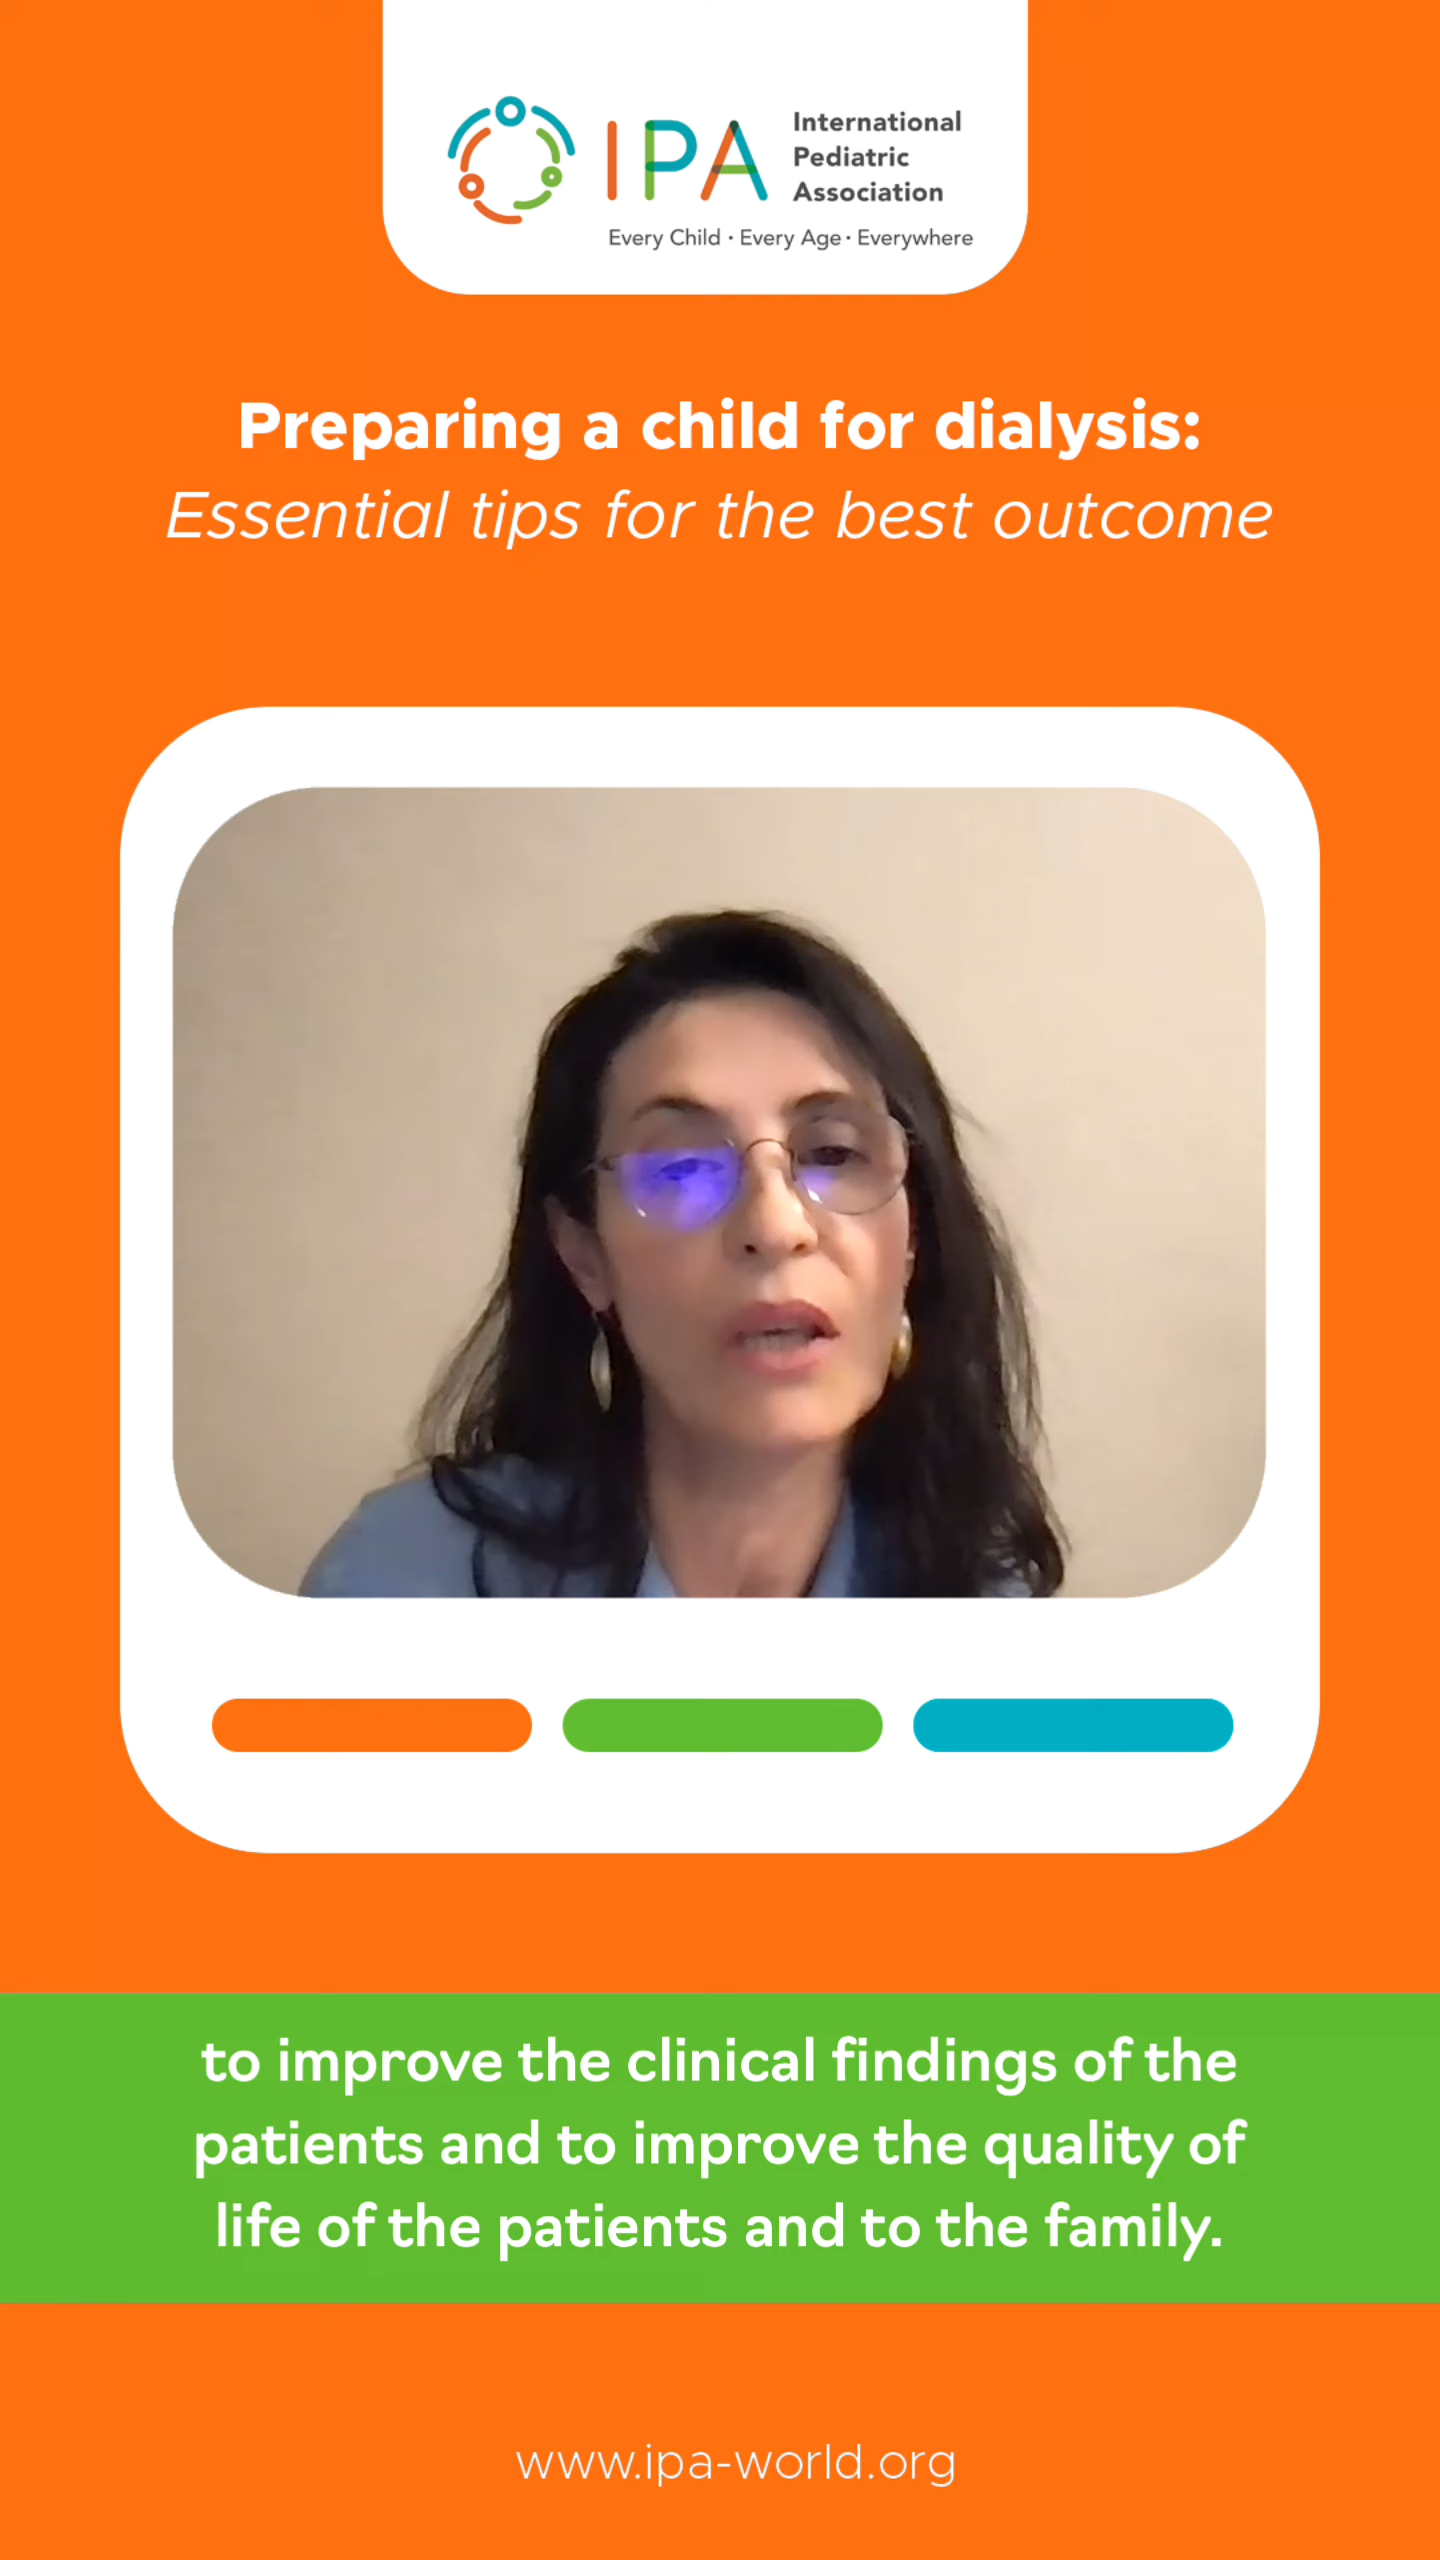 IPA
International
Pediatric
Association
Every Child · Every Age · Everywhere
Preparing a child for dialysis:
Essential tips for the best outcome
to improve the clinical findings of the
patients and to improve the quality of
life of the patients and to the family.
www.ipa-world.org